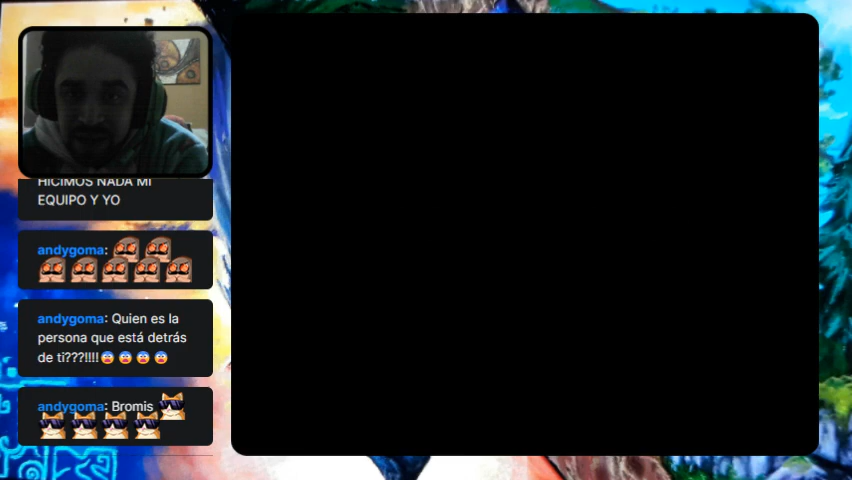 HICIMOS NADA MI
EQUIPO Y YO
andygoma:
andygoma: Quien es la
persona que está detrás
de ti???!!!!😨😨😨😨
andygoma: Bromis